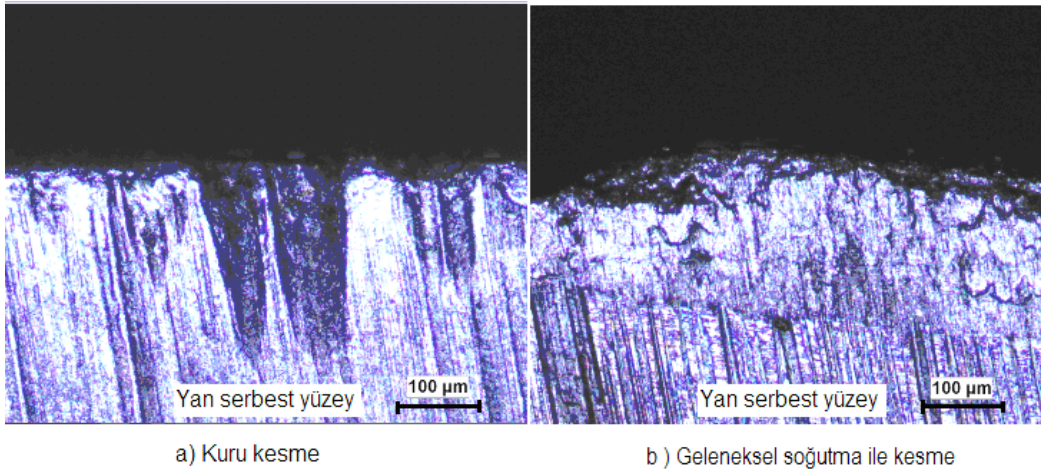 Yan serbest yüzey
100 µm
Yan serbest yüzey
100 µm
a) Kuru kesme
b ) Geleneksel soğutma ile kesme